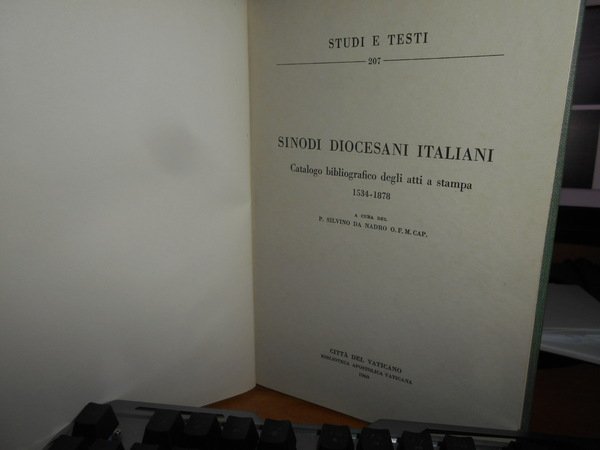 STUDI E TESTI
207
SINODI DIOCESANI ITALIANI
Catalogo bibliografico degli atti a stampa
1534-1878
A CURA DEL
P. SILVINO DA NADRO O. F. M. CAP.
CITTÀ DEL VATICANO
BIBLIOTECA APOSTOLICA VATICANA
1960